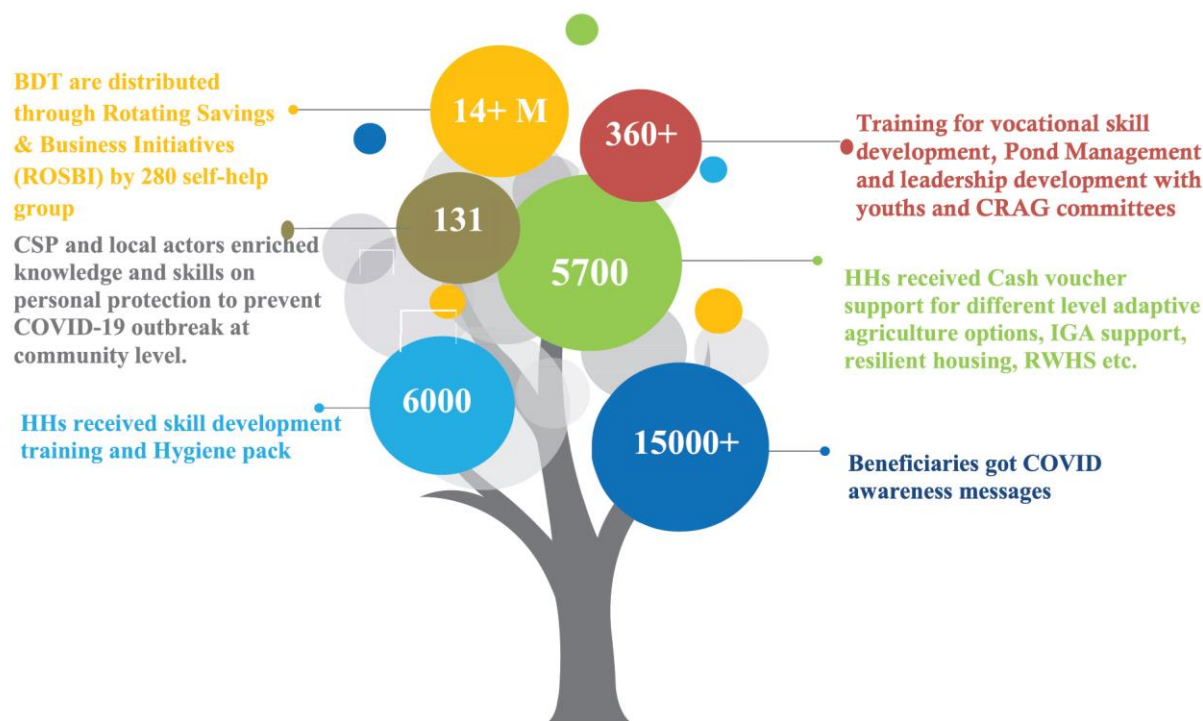 14+ M
BDT are distributed
through Rotating Savings
& Business Initiatives
(ROSBI) by 280 self-help
group
360+
Training for vocational skill
development, Pond Management
and leadership development with
youths and CRAG committees
131
CSP and local actors enriched
knowledge and skills on
personal protection to prevent
COVID-19 outbreak at
community level.
5700
HHs received Cash voucher
support for different level adaptive
agriculture options, IGA support,
resilient housing, RWHS etc.
6000
HHs received skill development
training and Hygiene pack
15000+
Beneficiaries got COVID
awareness messages